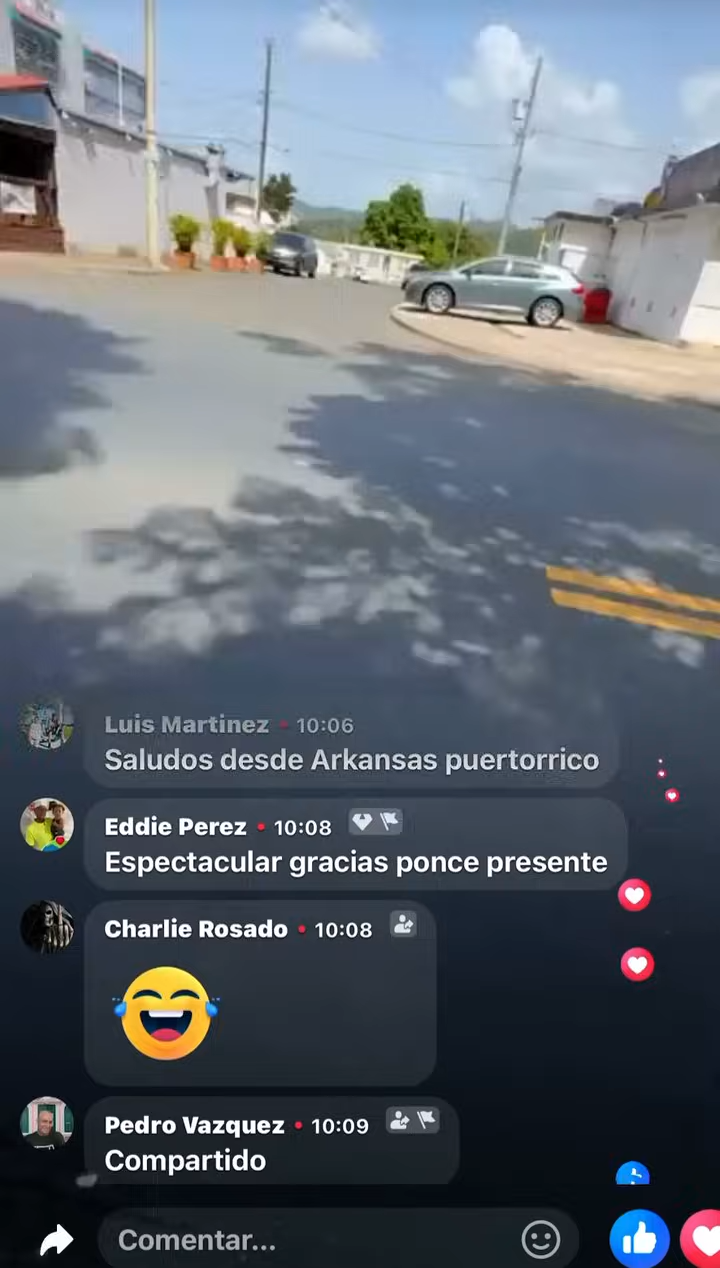 Luis Martinez • 10:06
Saludos desde Arkansas puertorrico
Eddie Perez • 10:08
Espectacular gracias ponce presente
Charlie Rosado • 10:08
Pedro Vazquez • 10:09
Compartido
Comentar...